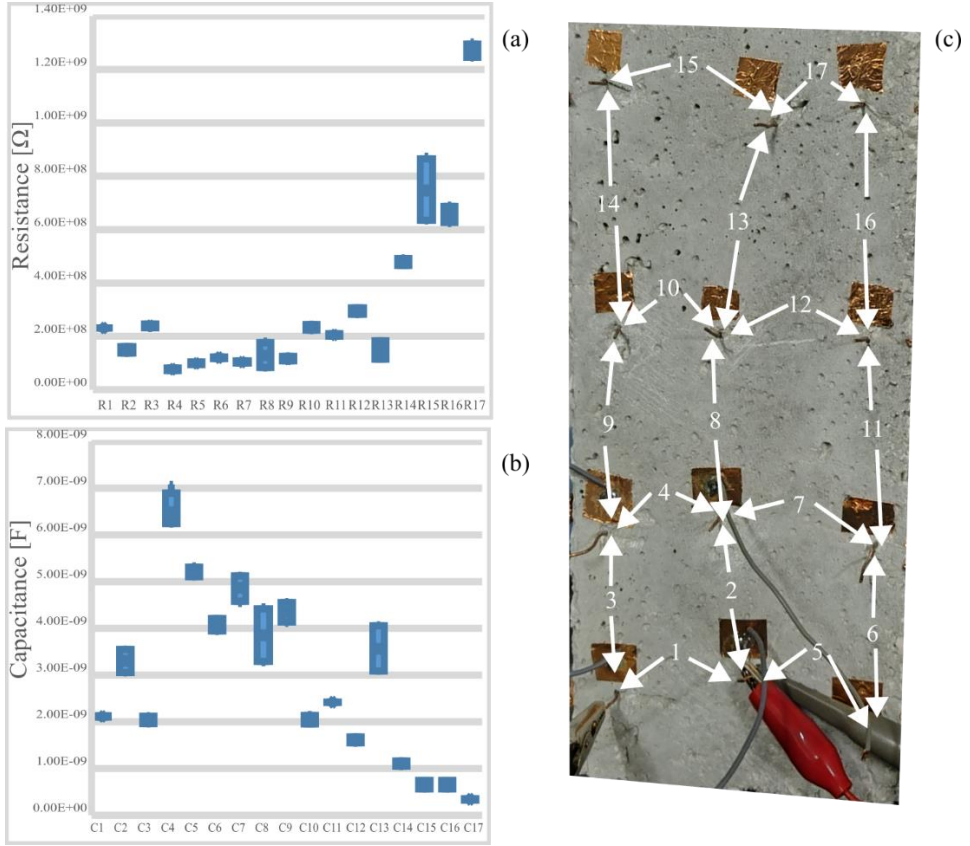 1.40E+09
(a)
1.20E+09
1.00E+09
8.00E+08
6.00E+08
4.00E+08
2.00E+08
0.00E+00
Resistance [Ω]
R1 R2 R3 R4 R5 R6 R7 R8 R9 R10 R11 R12 R13 R14 R15 R16 R17
8.00E-09
(b)
7.00E-09
6.00E-09
5.00E-09
4.00E-09
3.00E-09
2.00E-09
1.00E-09
0.00E+00
Capacitance [F]
C1 C2 C3 C4 C5 C6 C7 C8 C9 C10 C11 C12 C13 C14 C15 C16 C17
(c)
15 17
14 13 16
10 12
9 8 11
4 7
3 2 6
1 5